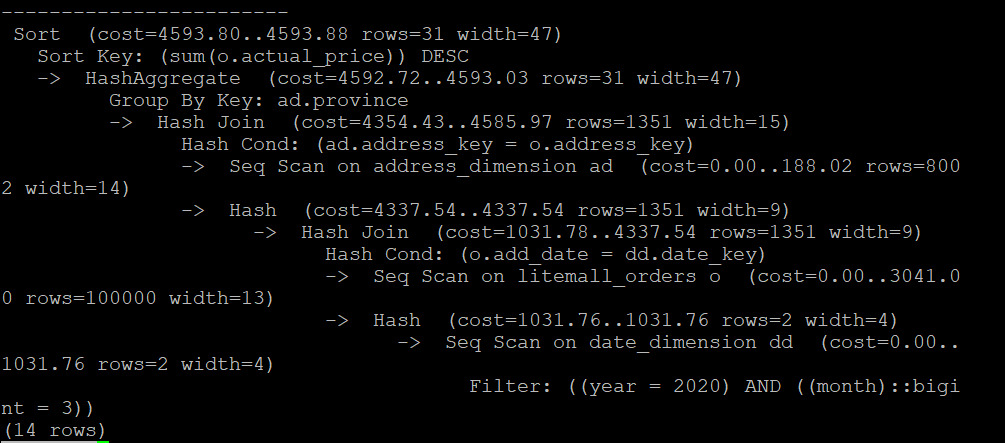 ------------------------
 Sort  (cost=4593.80..4593.88 rows=31 width=47)
   Sort Key: (sum(o.actual_price)) DESC
   ->  HashAggregate  (cost=4592.72..4593.03 rows=31 width=47)
         Group By Key: ad.province
         ->  Hash Join  (cost=4354.43..4585.97 rows=1351 width=15)
               Hash Cond: (ad.address_key = o.address_key)
               ->  Seq Scan on address_dimension ad  (cost=0.00..188.02 rows=800
2 width=14)
               ->  Hash  (cost=4337.54..4337.54 rows=1351 width=9)
                     ->  Hash Join  (cost=1031.78..4337.54 rows=1351 width=9)
                           Hash Cond: (o.add_date = dd.date_key)
                           ->  Seq Scan on litemall_orders o  (cost=0.00..3041.0
0 rows=100000 width=13)
                           ->  Hash  (cost=1031.76..1031.76 rows=2 width=4)
                                 ->  Seq Scan on date_dimension dd  (cost=0.00..
1031.76 rows=2 width=4)
                                       Filter: ((year = 2020) AND ((month)::bigi
nt = 3))
(14 rows)